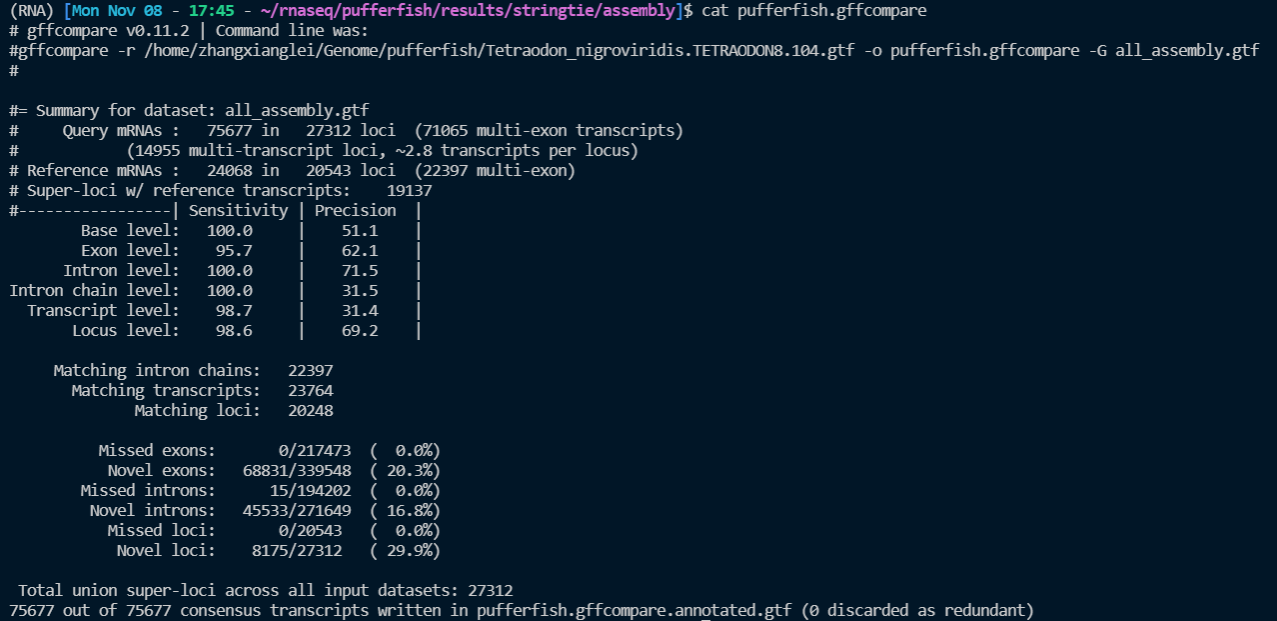 (RNA) [Mon Nov 08 - 17:45 - ~/rnaseq/pufferfish/results/stringtie/assembly]$ cat pufferfish.gffcompare
# gffcompare v0.11.2 | Command line was:
#gffcompare -r /home/zhangxianglei/Genome/pufferfish/Tetraodon_nigroviridis.TETRAODON8.104.gtf -o pufferfish.gffcompare -G all_assembly.gtf
#
#= Summary for dataset: all_assembly.gtf
#     Query mRNAs :   75677 in   27312 loci  (71065 multi-exon transcripts)
#            (14955 multi-transcript loci, ~2.8 transcripts per locus)
# Reference mRNAs :   24068 in   20543 loci  (22397 multi-exon)
# Super-loci w/ reference transcripts:    19137
#-----------------| Sensitivity | Precision  |
        Base level:   100.0     |    51.1    |
        Exon level:    95.7     |    62.1    |
      Intron level:   100.0     |    71.5    |
Intron chain level:   100.0     |    31.5    |
  Transcript level:    98.7     |    31.4    |
       Locus level:    98.6     |    69.2    |
     Matching intron chains:   22397
       Matching transcripts:   23764
              Matching loci:   20248
          Missed exons:       0/217473  (  0.0%)
           Novel exons:   68831/339548  ( 20.3%)
        Missed introns:      15/194202  (  0.0%)
         Novel introns:   45533/271649  ( 16.8%)
           Missed loci:       0/20543   (  0.0%)
            Novel loci:    8175/27312   ( 29.9%)
 Total union super-loci across all input datasets: 27312
75677 out of 75677 consensus transcripts written in pufferfish.gffcompare.annotated.gtf (0 discarded as redundant)